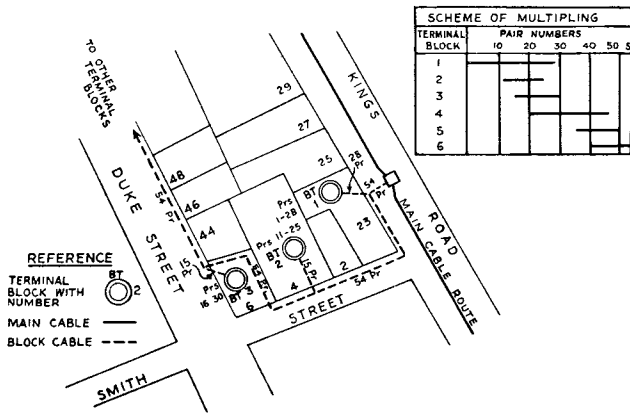 SCHEME OF MULTIPLING
TERMINAL BLOCK
PAIR NUMBERS
10 20 30 40 50
1
2
3
4
5
6
TO OTHER
TERMINAL
BLOCKS
DUKE STREET
54 Pr
48
46
44
29
27
25
23
KINGS ROAD
MAIN CABLE ROUTE
28 Pr
54 Pr
BT 1
Prs 1-28
Prs 11-25
BT 2
15 Pr
15 Pr
Prs 16 30
BT 3
6
4
2
54 Pr
SMITH STREET
REFERENCE
TERMINAL
BLOCK WITH
NUMBER
BT 2
MAIN CABLE
BLOCK CABLE